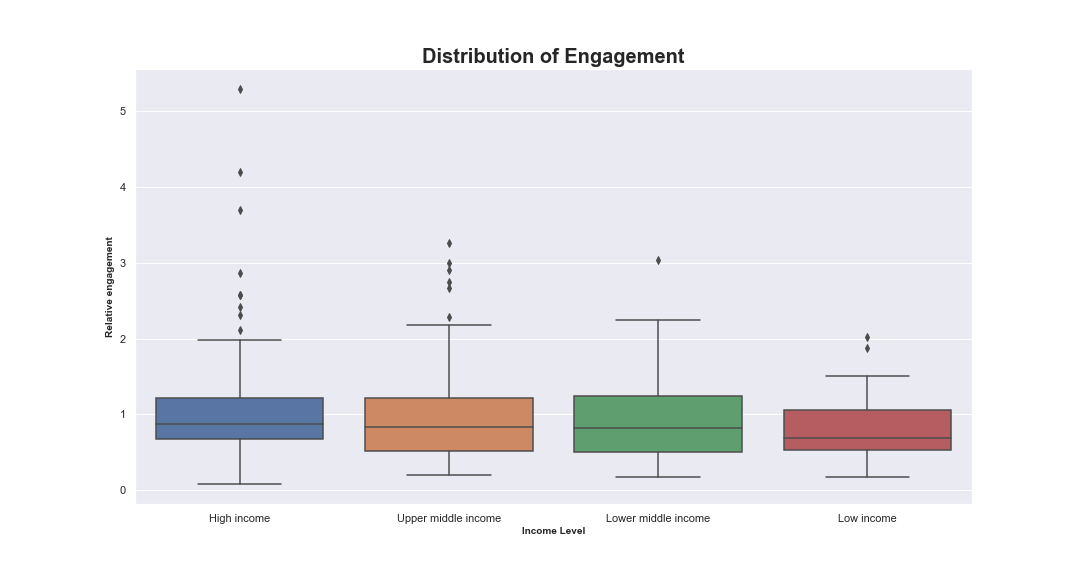 Distribution of Engagement
5
4
3
2
1
0
Relative engagement
High income
Upper middle income
Lower middle income
Low income
Income Level